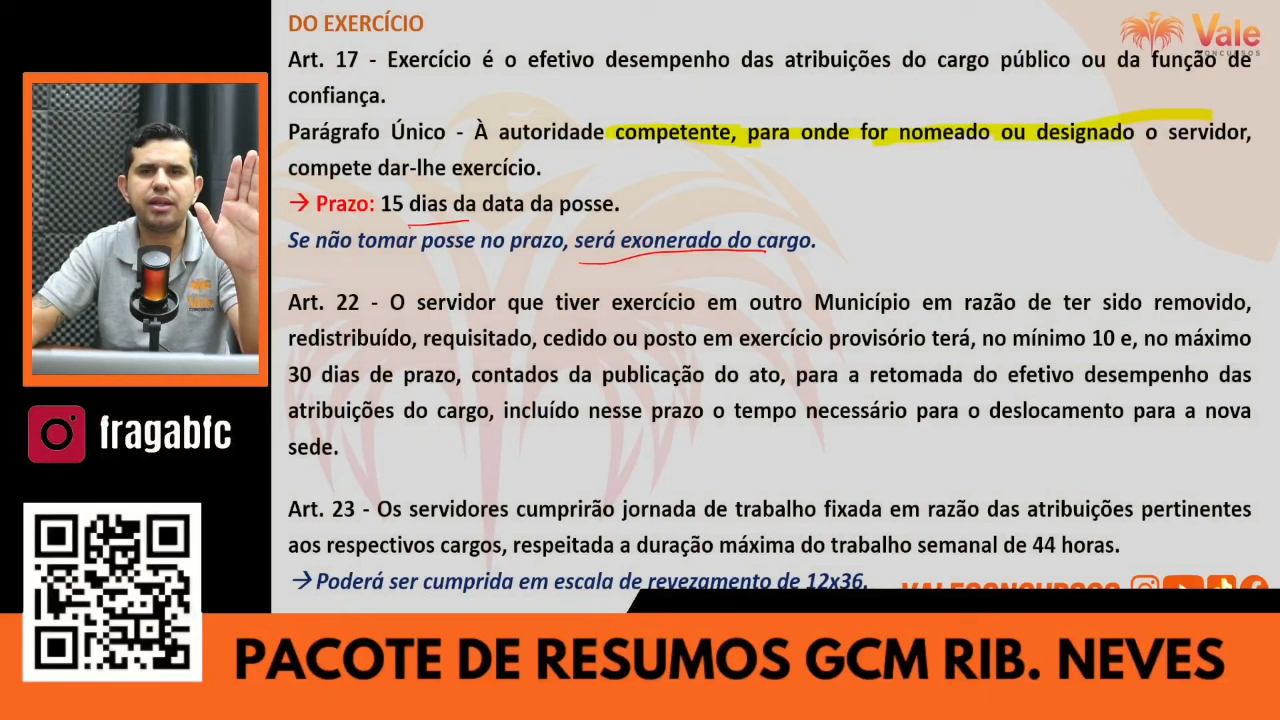 DO EXERCÍCIO
Vale
CONCURSOS
Art. 17 - Exercício é o efetivo desempenho das atribuições do cargo público ou da função de
confiança.
Parágrafo Único - À autoridade competente, para onde for nomeado ou designado o servidor,
compete dar-lhe exercício.
→ Prazo: 15 dias da data da posse.
Se não tomar posse no prazo, será exonerado do cargo.
Art. 22 - O servidor que tiver exercício em outro Município em razão de ter sido removido,
redistribuído, requisitado, cedido ou posto em exercício provisório terá, no mínimo 10 e, no máximo
30 dias de prazo, contados da publicação do ato, para a retomada do efetivo desempenho das
atribuições do cargo, incluído nesse prazo o tempo necessário para o deslocamento para a nova
sede.
Art. 23 - Os servidores cumprirão jornada de trabalho fixada em razão das atribuições pertinentes
aos respectivos cargos, respeitada a duração máxima do trabalho semanal de 44 horas.
→ Poderá ser cumprida em escala de revezamento de 12x36.
VALECONCURSOS
fragabfc
PACOTE DE RESUMOS GCM RIB. NEVES